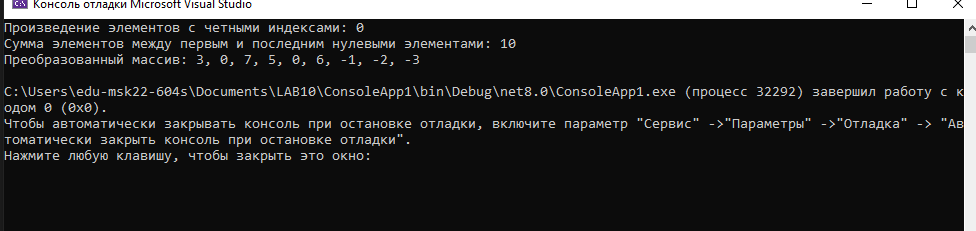 Консоль отладки Microsoft Visual Studio
Произведение элементов с четными индексами: 0
Сумма элементов между первым и последним нулевыми элементами: 10
Преобразованный массив: 3, 0, 7, 5, 0, 6, -1, -2, -3
C:\Users\edu-msk22-604s\Documents\LAB10\ConsoleApp1\bin\Debug\net8.0\ConsoleApp1.exe (процесс 32292) завершил работу с к
одом 0 (0x0).
Чтобы автоматически закрывать консоль при остановке отладки, включите параметр "Сервис" ->"Параметры" ->"Отладка" -> "Ав
томатически закрыть консоль при остановке отладки".
Нажмите любую клавишу, чтобы закрыть это окно: